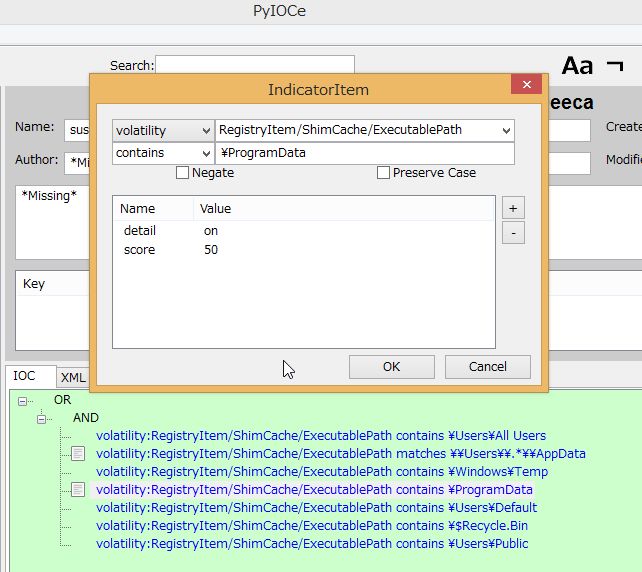 PyIOCe
Search:
Aa ¬
IndicatorItem
eeca
volatility RegistryItem/ShimCache/ExecutablePath
Name: sus
Create
contains ¥ProgramData
Author: *Mi
Modifie
Negate Preserve Case
*Missing*
Name Value
+
detail on
-
score 50
Key
OK Cancel
IOC XML
OR
AND
volatility:RegistryItem/ShimCache/ExecutablePath contains ¥Users¥All Users
volatility:RegistryItem/ShimCache/ExecutablePath matches ¥¥Users¥¥.*¥¥AppData
volatility:RegistryItem/ShimCache/ExecutablePath contains ¥Windows¥Temp
volatility:RegistryItem/ShimCache/ExecutablePath contains ¥ProgramData
volatility:RegistryItem/ShimCache/ExecutablePath contains ¥Users¥Default
volatility:RegistryItem/ShimCache/ExecutablePath contains ¥$Recycle.Bin
volatility:RegistryItem/ShimCache/ExecutablePath contains ¥Users¥Public